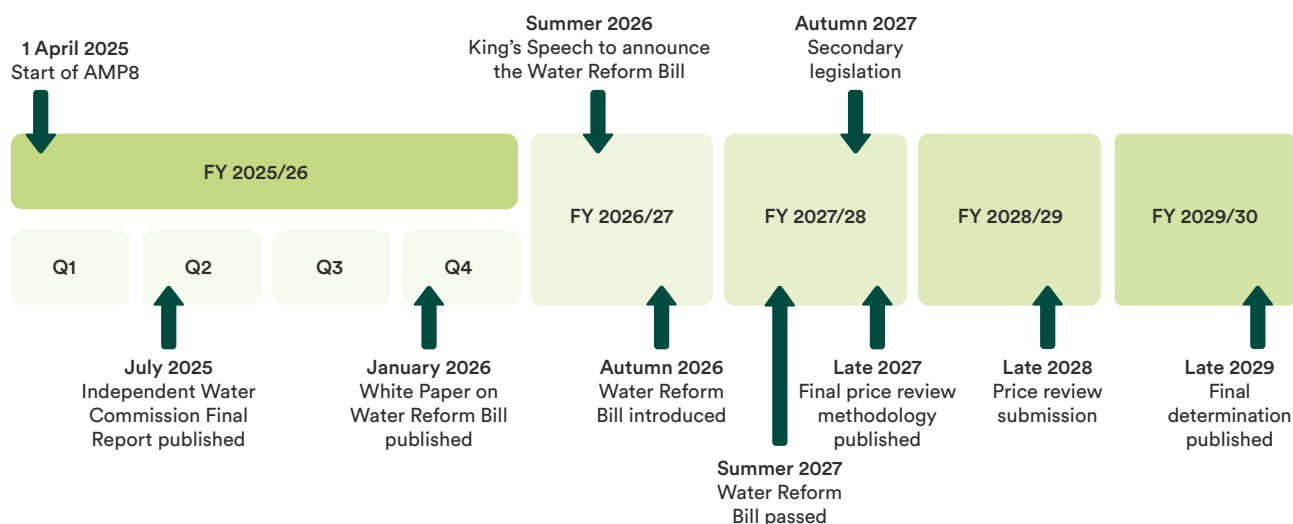 1 April 2025
Start of AMP8
Summer 2026
King’s Speech to announce
the Water Reform Bill
Autumn 2027
Secondary
legislation
FY 2025/26
FY 2026/27
FY 2027/28
FY 2028/29
FY 2029/30
Q1
Q2
Q3
Q4
July 2025
Independent Water
Commission Final
Report published
January 2026
White Paper on
Water Reform Bill
published
Autumn 2026
Water Reform
Bill introduced
Summer 2027
Water Reform
Bill passed
Late 2027
Final price review
methodology
published
Late 2028
Price review
submission
Late 2029
Final
determination
published